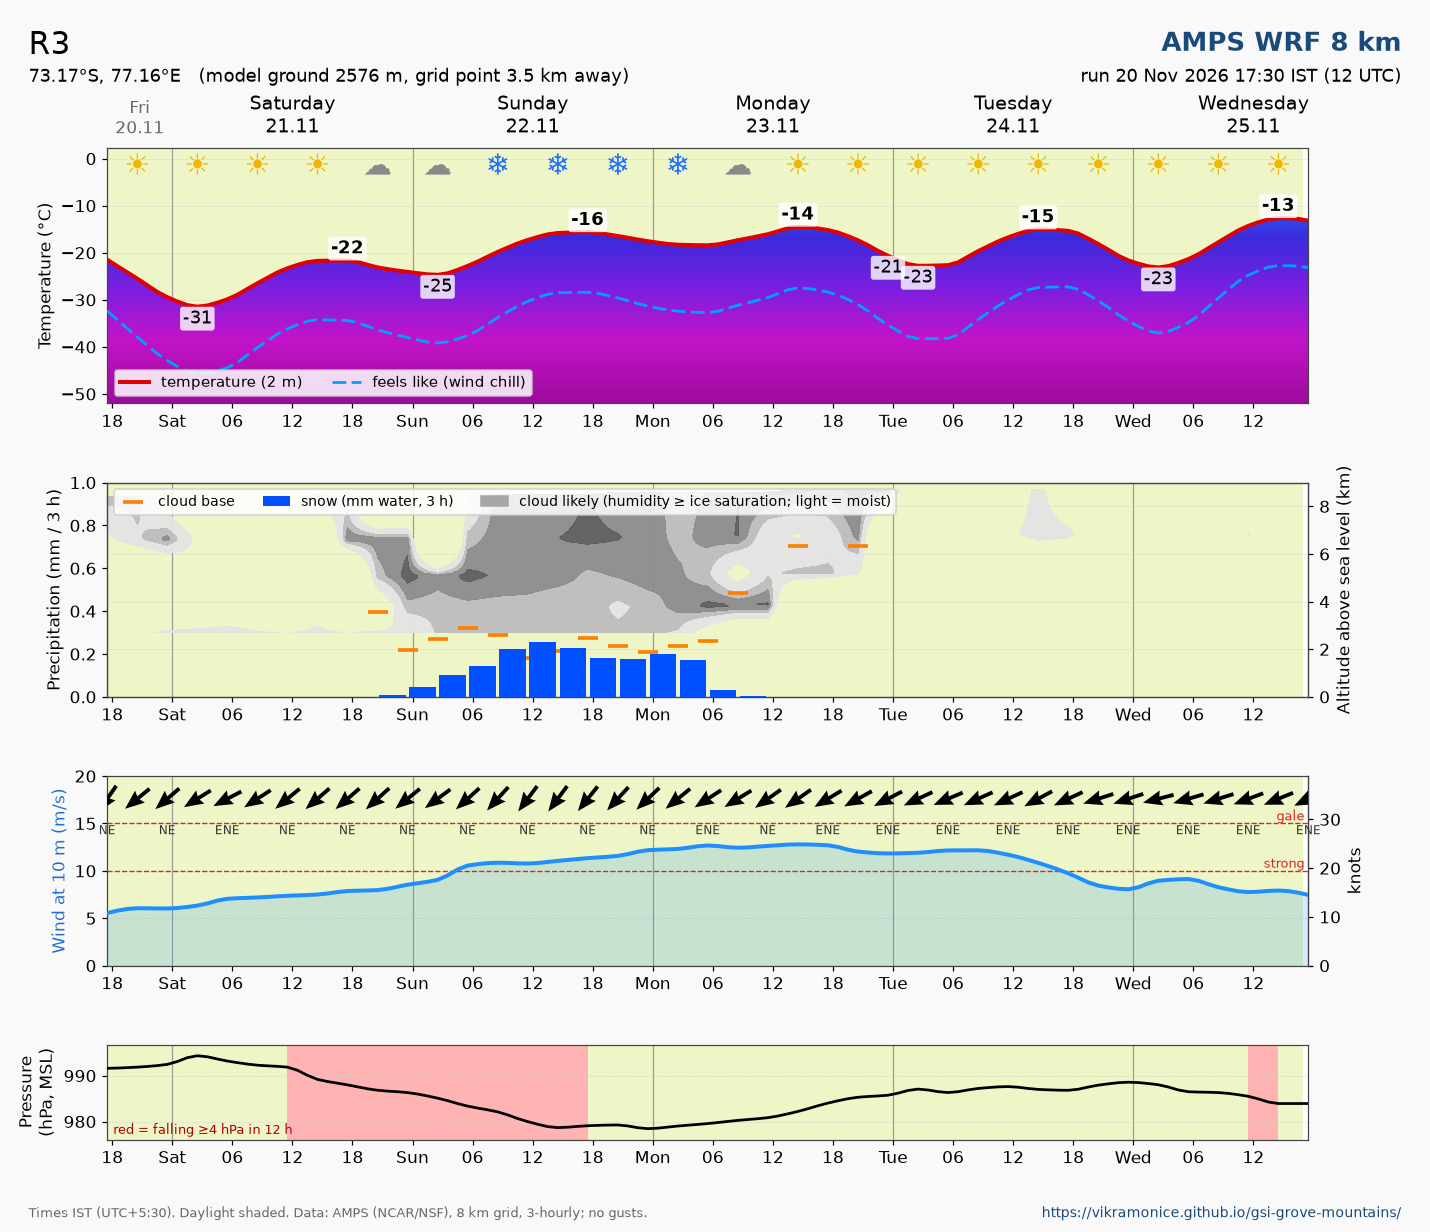 R3
AMPS WRF 8 km
73.17°S, 77.16°E (model ground 2576 m, grid point 3.5 km away)
run 20 Nov 2026 17:30 IST (12 UTC)
Fri Saturday Sunday Monday Tuesday Wednesday
20.11 21.11 22.11 23.11 24.11 25.11
Temperature (°C)
0
−10
−20
−30
−40
−50
-31 -22 -25 -16 -14 -21 -23 -15 -23 -13
temperature (2 m) feels like (wind chill)
18 Sat 06 12 18 Sun 06 12 18 Mon 06 12 18 Tue 06 12 18 Wed 06 12
Precipitation (mm / 3 h)
1.0
0.8
0.6
0.4
0.2
0.0
cloud base snow (mm water, 3 h) cloud likely (humidity ≥ ice saturation; light = moist)
8
6
4
2
0
Altitude above sea level (km)
18 Sat 06 12 18 Sun 06 12 18 Mon 06 12 18 Tue 06 12 18 Wed 06 12
Wind at 10 m (m/s)
20
15
10
5
0
gale
NE NE ENE NE NE NE NE NE NE NE ENE NE ENE ENE ENE ENE ENE ENE ENE ENE ENE
strong
30
20
10
0
knots
18 Sat 06 12 18 Sun 06 12 18 Mon 06 12 18 Tue 06 12 18 Wed 06 12
Pressure
(hPa, MSL)
990
980
red = falling ≥4 hPa in 12 h
18 Sat 06 12 18 Sun 06 12 18 Mon 06 12 18 Tue 06 12 18 Wed 06 12
Times IST (UTC+5:30). Daylight shaded. Data: AMPS (NCAR/NSF), 8 km grid, 3-hourly; no gusts.
https://vikramonice.github.io/gsi-grove-mountains/